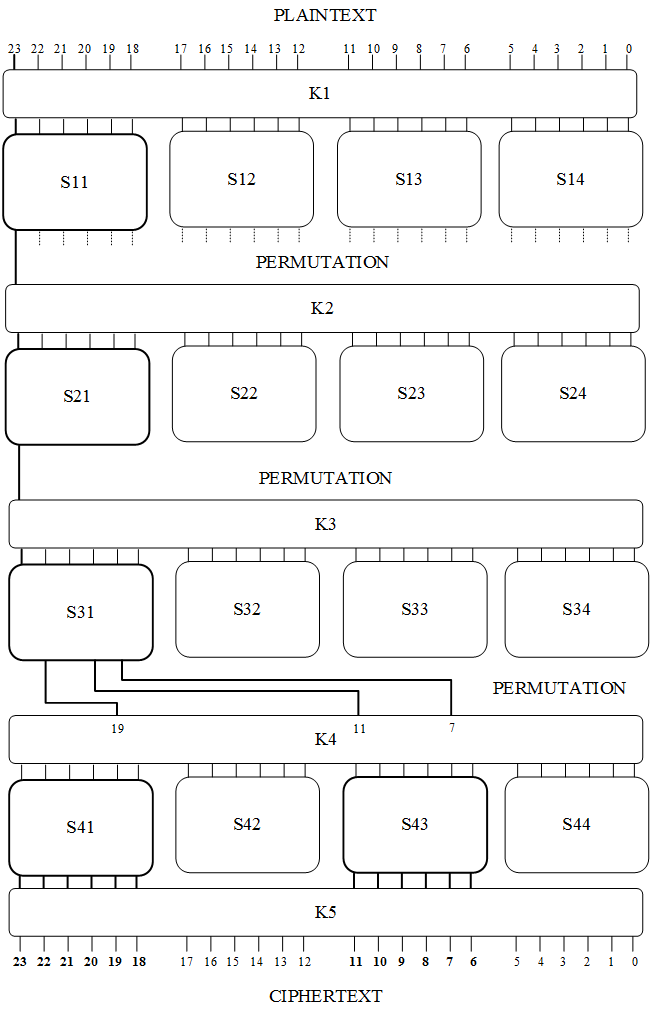 PLAINTEXT
23 22 21 20 19 18 17 16 15 14 13 12 11 10 9 8 7 6 5 4 3 2 1 0
K1
S11 S12 S13 S14
PERMUTATION
K2
S21 S22 S23 S24
PERMUTATION
K3
S31 S32 S33 S34
PERMUTATION
19 11 7
K4
S41 S42 S43 S44
K5
23 22 21 20 19 18 17 16 15 14 13 12 11 10 9 8 7 6 5 4 3 2 1 0
CIPHERTEXT